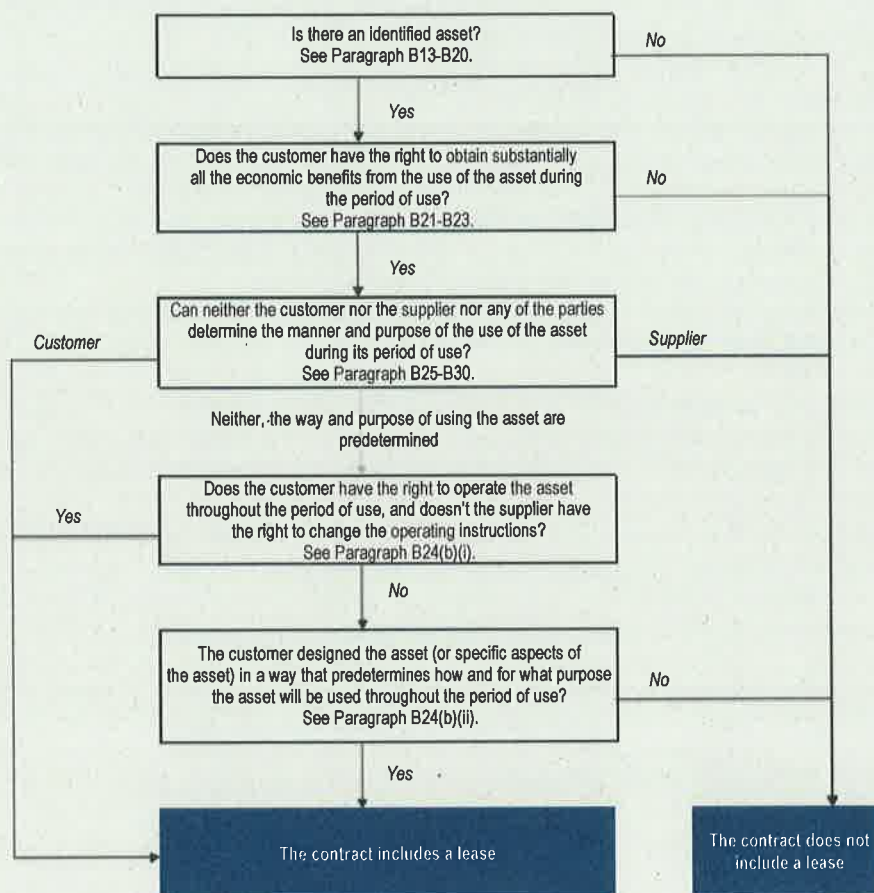 Is there an identified asset?
See Paragraph B13-B20.
No
Yes
Does the customer have the right to obtain substantially
all the economic benefits from the use of the asset during
the period of use?
See Paragraph B21-B23.
No
Yes
Can neither the customer nor the supplier nor any of the parties
determine the manner and purpose of the use of the asset
during its period of use?
See Paragraph B25-B30.
Customer
Supplier
Neither, the way and purpose of using the asset are
predetermined
Does the customer have the right to operate the asset
throughout the period of use, and doesn't the supplier have
the right to change the operating instructions?
See Paragraph B24(b)(i).
Yes
No
The customer designed the asset (or specific aspects of
the asset) in a way that predetermines how and for what purpose
the asset will be used throughout the period of use?
See Paragraph B24(b)(ii).
No
Yes
The contract includes a lease
The contract does not
include a lease